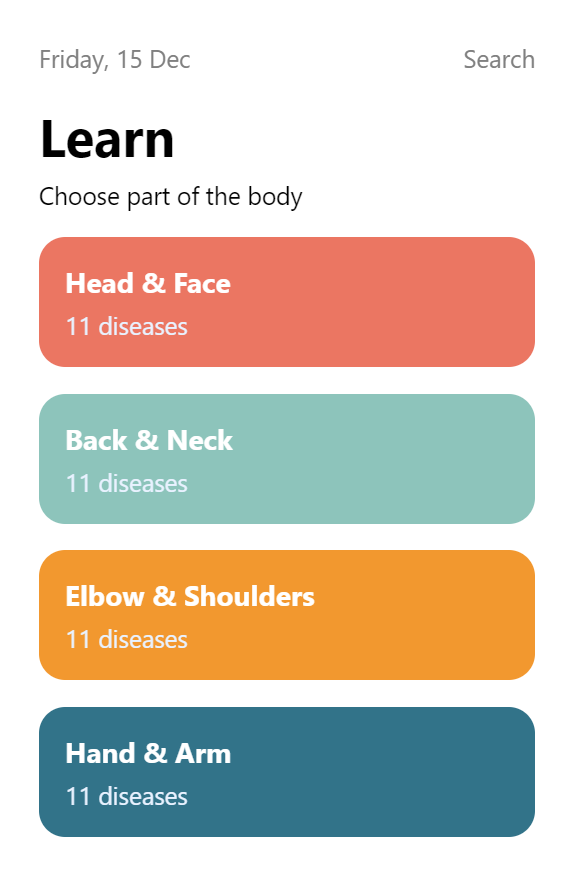 Friday, 15 Dec Search
Learn
Choose part of the body
Head & Face
11 diseases
Back & Neck
11 diseases
Elbow & Shoulders
11 diseases
Hand & Arm
11 diseases